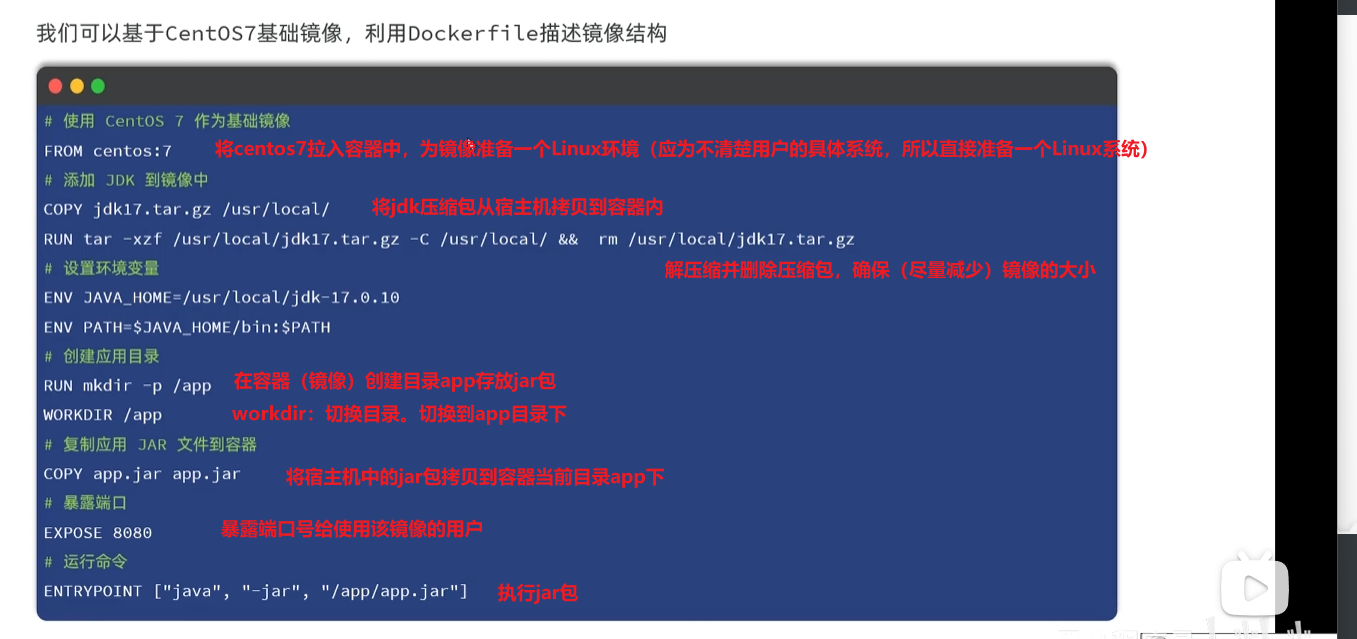 我们可以基于CentOS7基础镜像，利用Dockerfile描述镜像结构
# 使用 CentOS 7 作为基础镜像
FROM centos:7 将centos7拉入容器中，为镜像准备一个Linux环境（应为不清楚用户的具体系统，所以直接准备一个Linux系统）
# 添加 JDK 到镜像中
COPY jdk17.tar.gz /usr/local/ 将jdk压缩包从宿主机拷贝到容器内
RUN tar -xzf /usr/local/jdk17.tar.gz -C /usr/local/ && rm /usr/local/jdk17.tar.gz
# 设置环境变量 解压缩并删除压缩包，确保（尽量减少）镜像的大小
ENV JAVA_HOME=/usr/local/jdk-17.0.10
ENV PATH=$JAVA_HOME/bin:$PATH
# 创建应用目录
RUN mkdir -p /app 在容器（镜像）创建目录app存放jar包
WORKDIR /app workdir：切换目录。切换到app目录下
# 复制应用 JAR 文件到容器
COPY app.jar app.jar 将宿主机中的jar包拷贝到容器当前目录app下
# 暴露端口
EXPOSE 8080 暴露端口号给使用该镜像的用户
# 运行命令
ENTRYPOINT ["java", "-jar", "/app/app.jar"] 执行jar包